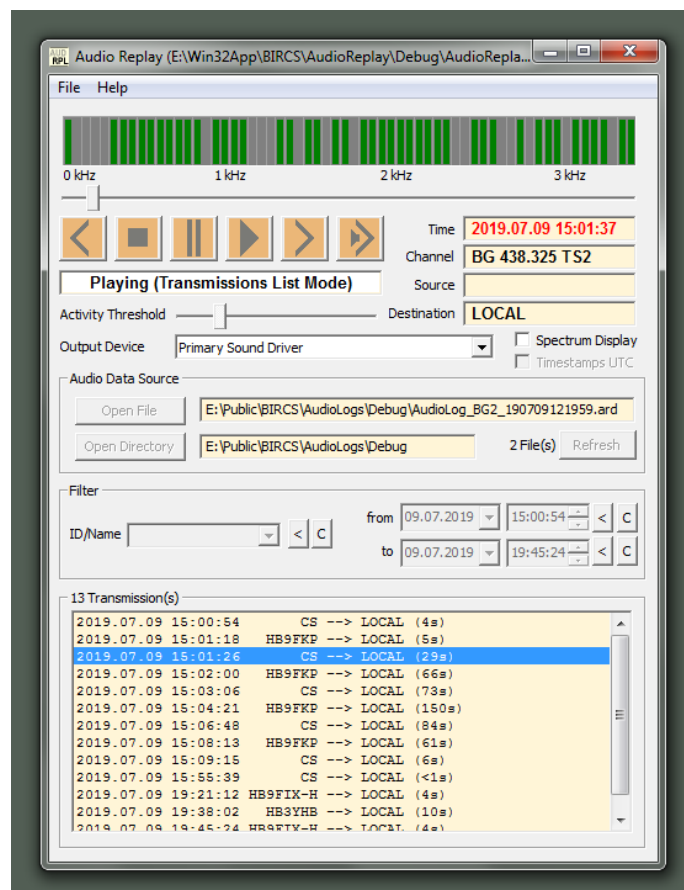 AUD
RPL
Audio Replay (E:\Win32App\BIRCS\AudioReplay\Debug\AudioRepla...
File Help
0 kHz 1 kHz 2 kHz 3 kHz
Time 2019.07.09 15:01:37
Channel BG 438.325 TS2
Playing (Transmissions List Mode) Source
Activity Threshold Destination LOCAL
Output Device Primary Sound Driver Spectrum Display
Timestamps UTC
Audio Data Source
Open File E:\Public\BIRCS\AudioLogs\Debug\AudioLog_BG2_190709121959.ard
Open Directory E:\Public\BIRCS\AudioLogs\Debug 2 File(s) Refresh
Filter
from 09.07.2019 15:00:54 < C
ID/Name < C
to 09.07.2019 19:45:24 < C
13 Transmission(s)
2019.07.09 15:00:54 CS --> LOCAL (4s)
2019.07.09 15:01:18 HB9FKP --> LOCAL (5s)
2019.07.09 15:01:26 CS --> LOCAL (29s)
2019.07.09 15:02:00 HB9FKP --> LOCAL (66s)
2019.07.09 15:03:06 CS --> LOCAL (73s)
2019.07.09 15:04:21 HB9FKP --> LOCAL (150s)
2019.07.09 15:06:48 CS --> LOCAL (84s)
2019.07.09 15:08:13 HB9FKP --> LOCAL (61s)
2019.07.09 15:09:15 CS --> LOCAL (6s)
2019.07.09 15:55:39 CS --> LOCAL (<1s)
2019.07.09 19:21:12 HB9FIX-H --> LOCAL (4s)
2019.07.09 19:38:02 HB3YHB --> LOCAL (10s)
2019.07.09 19:45:24 HB9FIX-H --> LOCAL (4s)